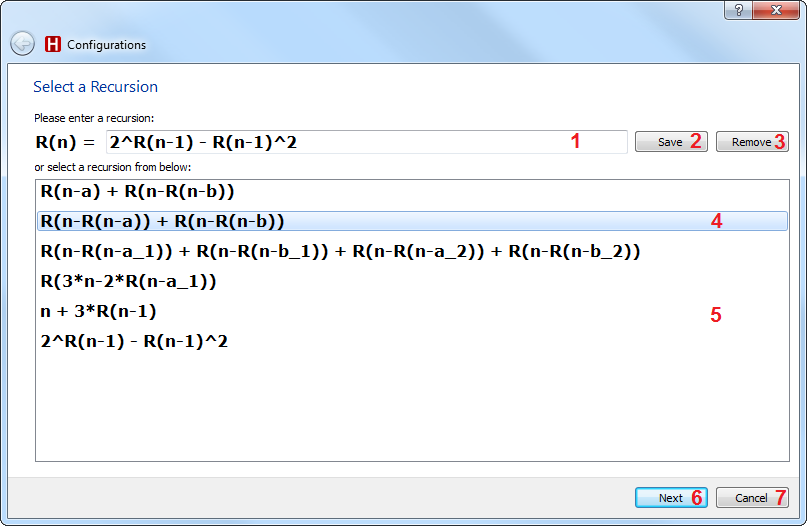 ?
H Configurations
Select a Recursion
Please enter a recursion:
R(n) = 2^R(n-1) - R(n-1)^2 1 Save 2 Remove 3
or select a recursion from below:
R(n-a) + R(n-R(n-b))
R(n-R(n-a)) + R(n-R(n-b)) 4
R(n-R(n-a_1)) + R(n-R(n-b_1)) + R(n-R(n-a_2)) + R(n-R(n-b_2))
R(3*n-2*R(n-a_1))
n + 3*R(n-1) 5
2^R(n-1) - R(n-1)^2
Next 6 Cancel 7